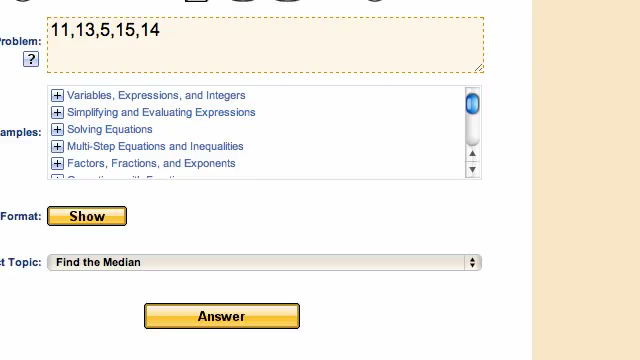 Problem:
11,13,5,15,14
?
Variables, Expressions, and Integers
Simplifying and Evaluating Expressions
Solving Equations
amples:
Multi-Step Equations and Inequalities
Factors, Fractions, and Exponents
Format:
Show
ct Topic:
Find the Median
Answer